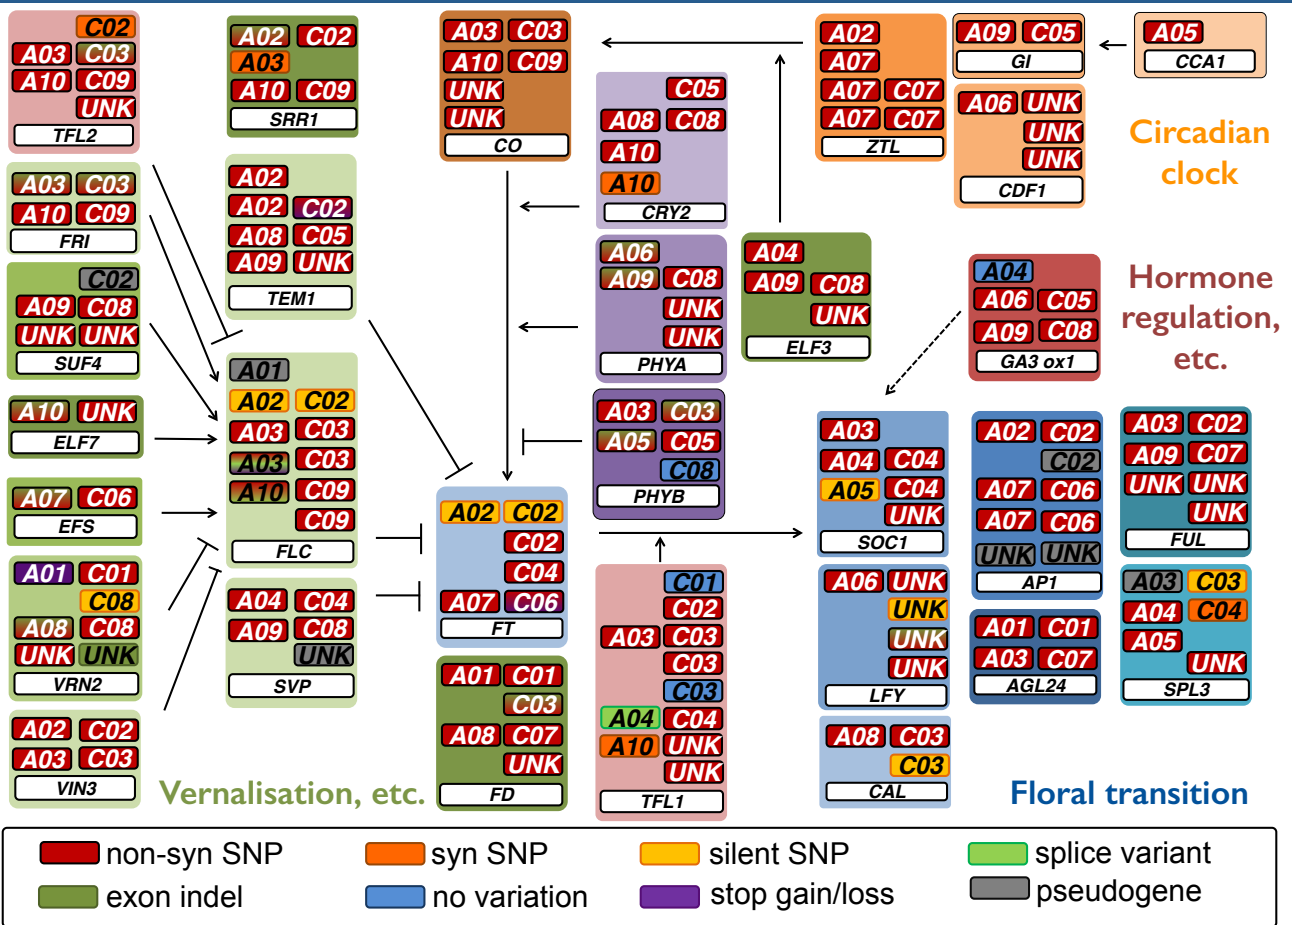 C02
A03 C03
A10 C09
UNK
TFL2
A02 C02
A03
A10 C09
SRR1
A03 C03
A10 C09
UNK
UNK
CO
C05
A08 C08
A10
A10
CRY2
A02
A07
A07 C07
A07 C07
ZTL
A09 C05
GI
A05
CCA1
A06 UNK
UNK
UNK
CDF1
Circadian
clock
A03 C03
A10 C09
FRI
A02
A02 C02
A08 C05
A09 UNK
TEM1
A06
A09 C08
UNK
UNK
PHYA
A04
A09 C08
UNK
ELF3
A04
A06 C05
A09 C08
GA3 ox1
Hormone
regulation,
etc.
C02
A09 C08
UNK UNK
SUF4
A01
A02 C02
A03 C03
A03 C03
A10 C09
C09
FLC
A10 UNK
ELF7
A03 C03
A05 C05
C08
PHYB
A03
A04 C04
A05 C04
UNK
SOC1
A02 C02
C02
A07 C06
A07 C06
UNK UNK
AP1
A03 C02
A09 C07
UNK UNK
UNK
FUL
A07 C06
EFS
A02 C02
C02
C04
A07 C06
FT
A01 C01
C08
A08 C08
UNK UNK
VRN2
A04 C04
A09 C08
UNK
SVP
C01
C02
A03 C03
C03
C03
A04 C04
A10 UNK
UNK
TFL1
A06 UNK
UNK
UNK
UNK
LFY
A01 C01
A03 C07
AGL24
A03 C03
A04 C04
A05
UNK
SPL3
A01 C01
C03
A08 C07
UNK
FD
A02 C02
A03 C03
VIN3
A08 C03
C03
CAL
Vernalisation, etc.
Floral transition
non-syn SNP
syn SNP
silent SNP
splice variant
exon indel
no variation
stop gain/loss
pseudogene